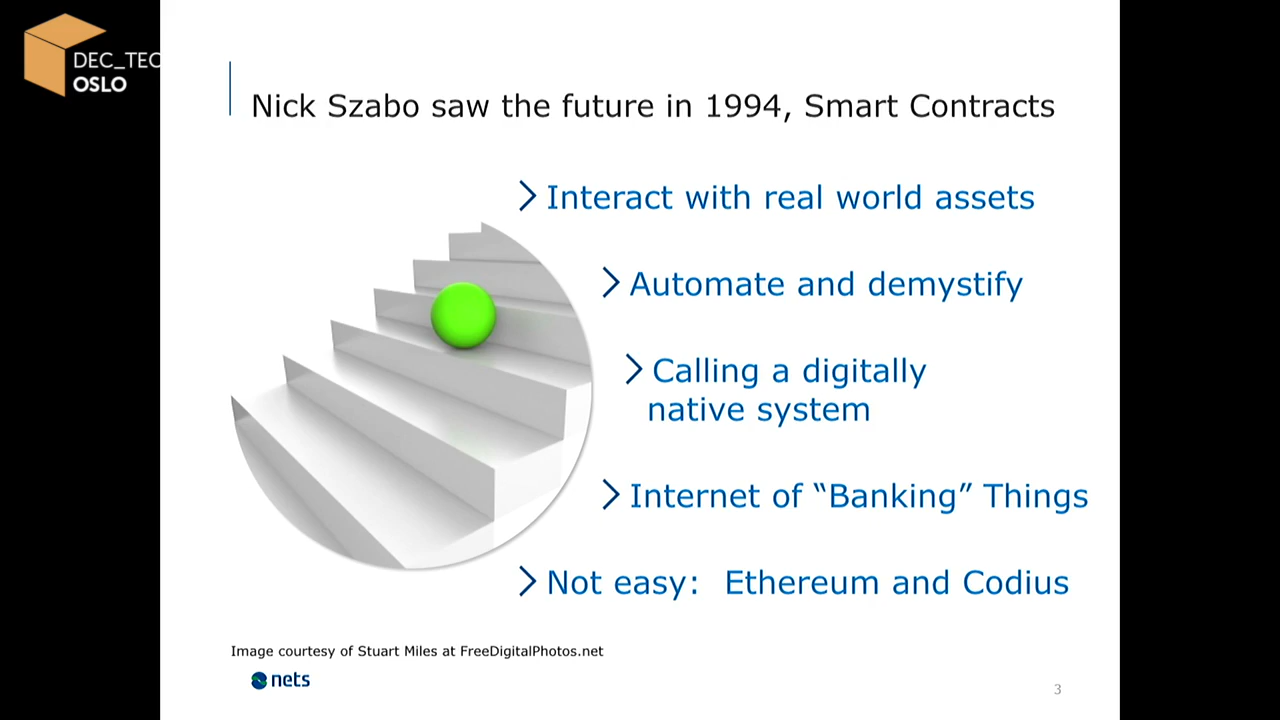 DEC_TEC
OSLO
Nick Szabo saw the future in 1994, Smart Contracts
Interact with real world assets
Automate and demystify
Calling a digitally
native system
Internet of “Banking” Things
Not easy:  Ethereum and Codius
Image courtesy of Stuart Miles at FreeDigitalPhotos.net
nets
3